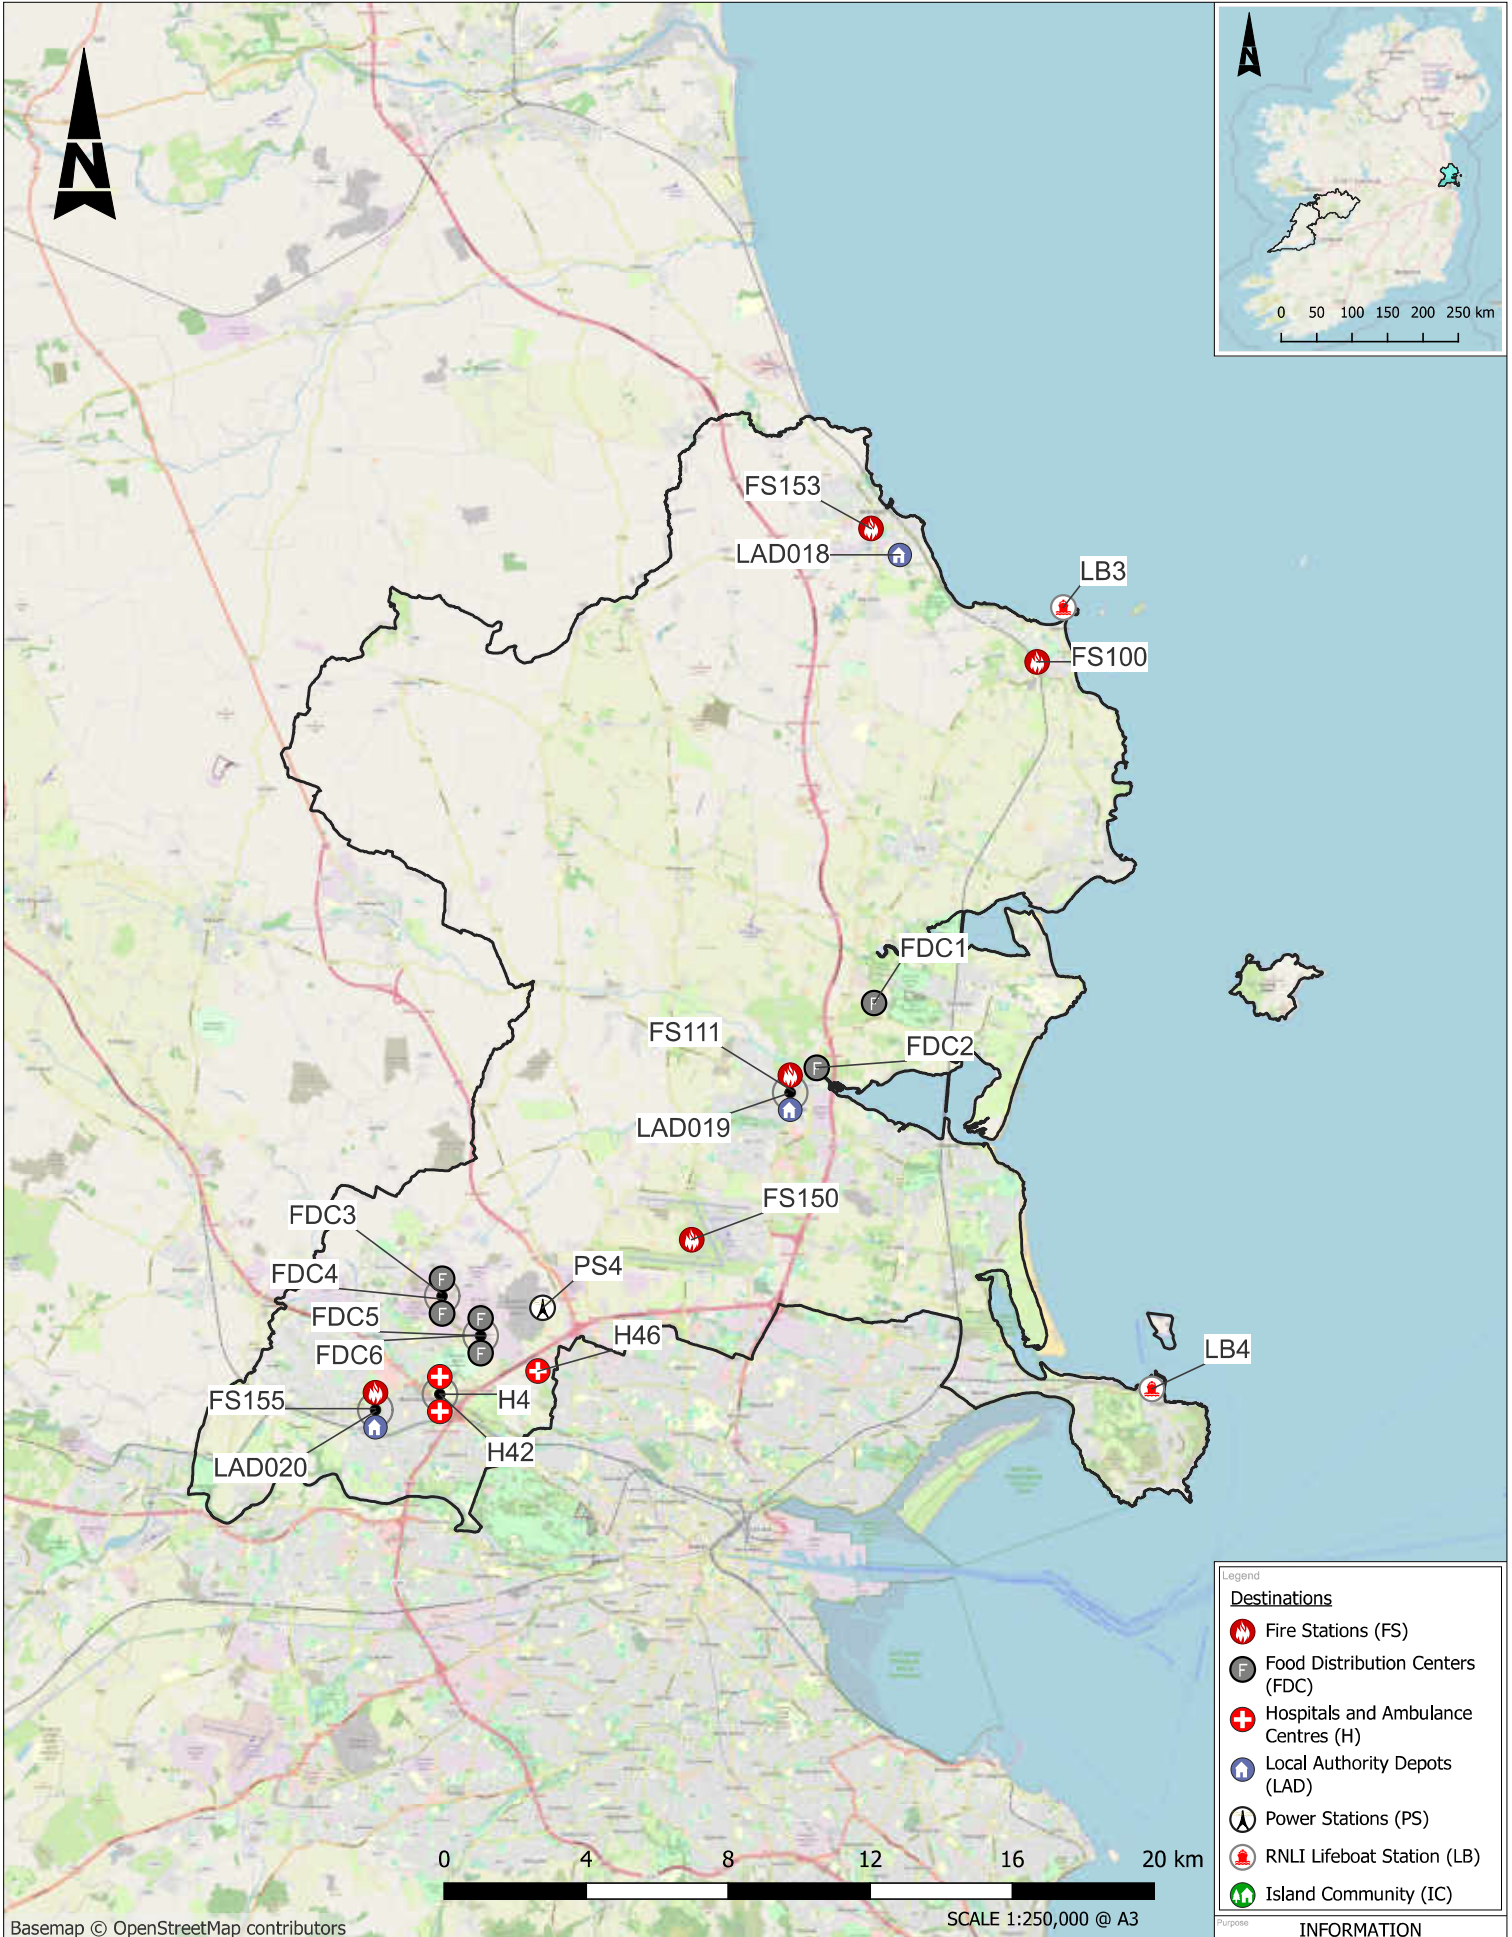 N
0 50 100 150 200 250 km
FS153
LAD018
LB3
FS100
FDC1
FS111
FDC2
LAD019
FS150
FDC3
PS4
FDC4
FDC5
H46
FDC6
LB4
FS155
H4
H42
LAD020
Legend
Destinations
Fire Stations (FS)
F Food Distribution Centers
(FDC)
Hospitals and Ambulance
Centres (H)
Local Authority Depots
(LAD)
Power Stations (PS)
RNLI Lifeboat Station (LB)
Island Community (IC)
0 4 8 12 16 20 km
SCALE 1:250,000 @ A3
Basemap © OpenStreetMap contributors
Purpose
INFORMATION